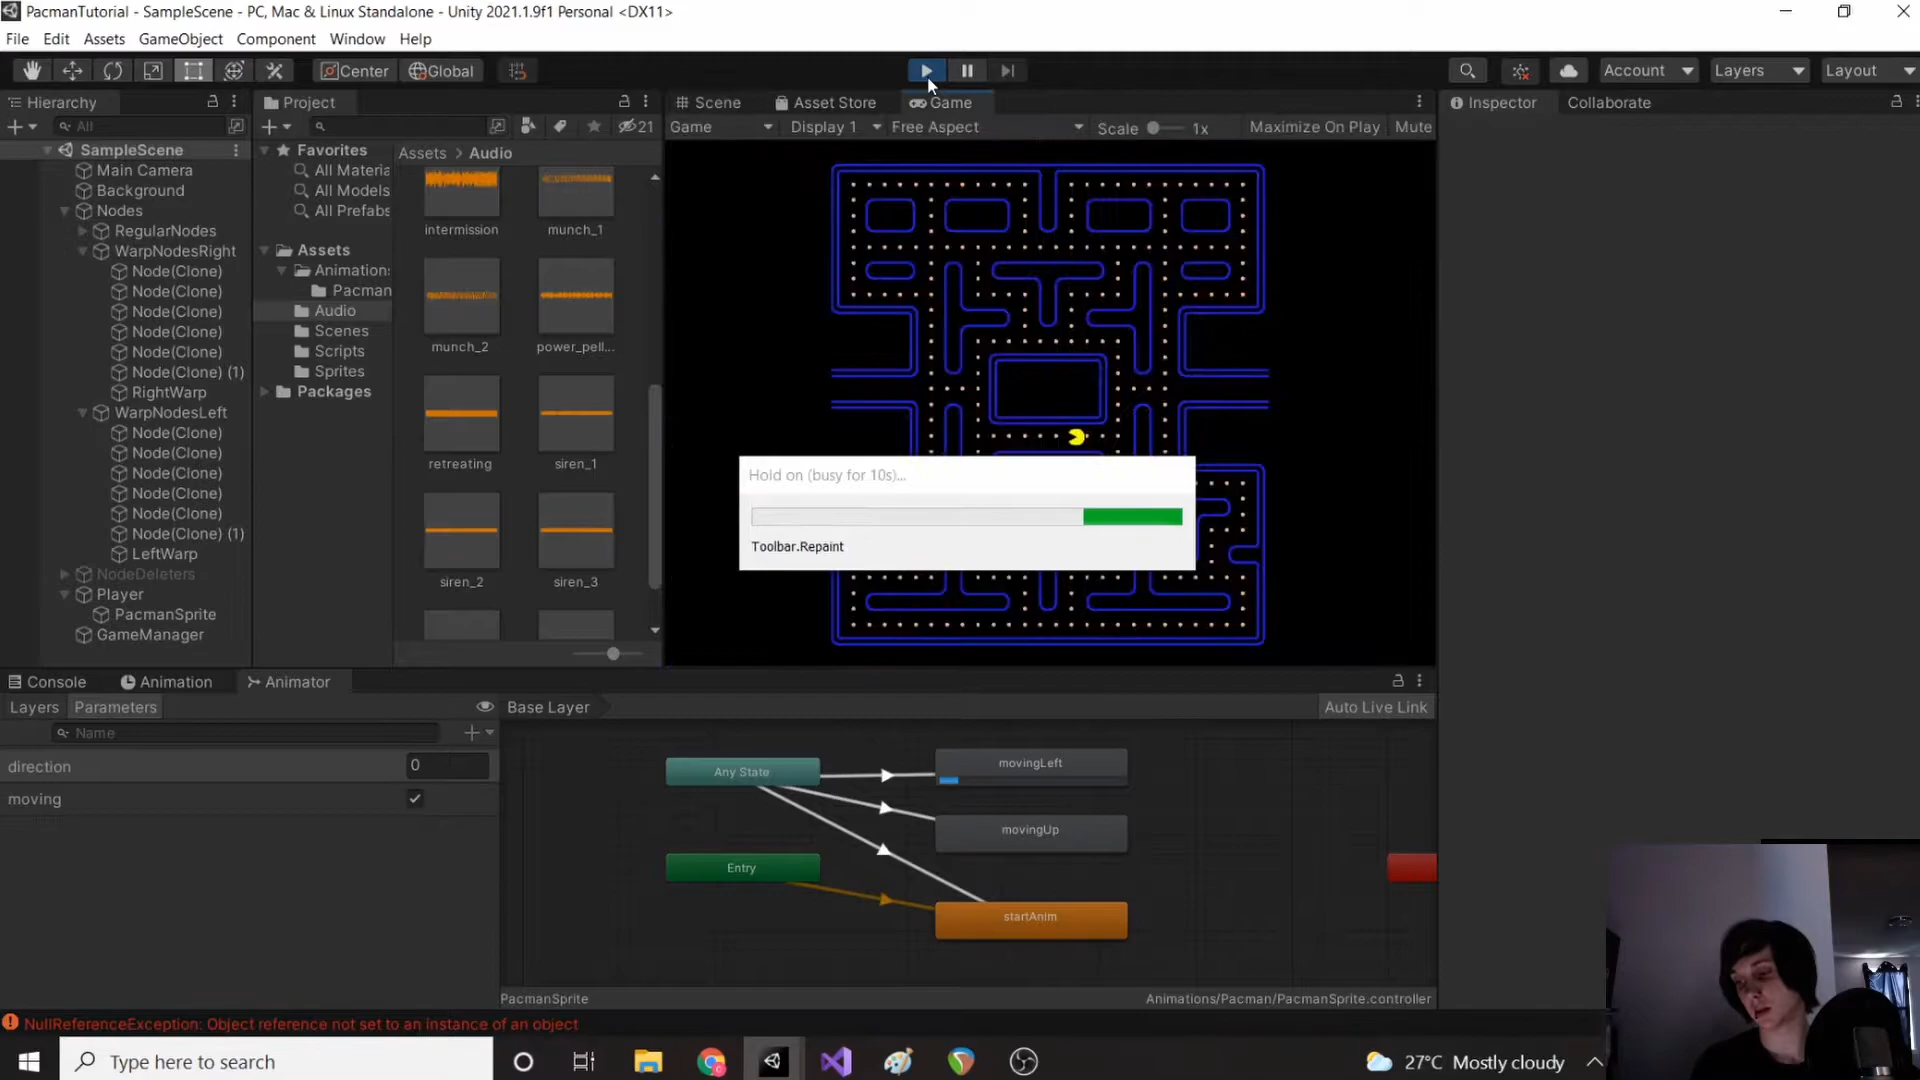 PacmanTutorial - SampleScene - PC, Mac & Linux Standalone - Unity 2021.1.9f1 Personal <DX11>
File Edit Assets GameObject Component Window Help
Center Global Account Layers Layout
Hierarchy Project Scene Asset Store Game Inspector Collaborate
All 21 Game Display 1 Free Aspect Scale 1x Maximize On Play Mute
SampleScene
Main Camera
Background
Nodes
RegularNodes
WarpNodesRight
Node(Clone)
Node(Clone)
Node(Clone)
Node(Clone)
Node(Clone)
Node(Clone) (1)
RightWarp
WarpNodesLeft
Node(Clone)
Node(Clone)
Node(Clone)
Node(Clone)
Node(Clone)
Node(Clone) (1)
LeftWarp
NodeDeleters
Player
PacmanSprite
GameManager
Favorites
All Materia
All Models
All Prefabs
Assets
Animation
Pacman
Audio
Scenes
Scripts
Sprites
Packages
Assets > Audio
intermission munch_1
munch_2 power_pell...
retreating siren_1
siren_2 siren_3
Hold on (busy for 10s)...
Toolbar.Repaint
Console Animation Animator
Layers Parameters Base Layer Auto Live Link
Name
direction 0
moving
Any State
movingLeft
movingUp
Entry
startAnim
PacmanSprite Animations/Pacman/PacmanSprite.controller
NullReferenceException: Object reference not set to an instance of an object
Type here to search 27°C Mostly cloudy